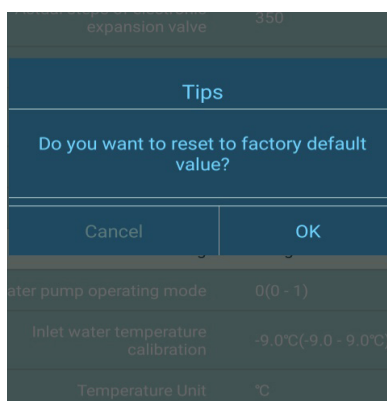 expansion valve
350
Tips
Do you want to reset to factory default
value?
Cancel
OK
ater pump operating mode
0(0 - 1)
Inlet water temperature
calibration
-9.0℃(-9.0 - 9.0℃
Temperature Unit
℃